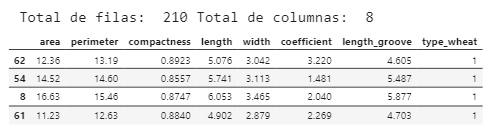 Total de filas:  210 Total de columnas:  8
area perimeter compactness length width coefficient length_groove type_wheat
62 12.36 13.19 0.8923 5.076 3.042 3.220 4.605 1
54 14.52 14.60 0.8557 5.741 3.113 1.481 5.487 1
8 16.63 15.46 0.8747 6.053 3.465 2.040 5.877 1
61 11.23 12.63 0.8840 4.902 2.879 2.269 4.703 1